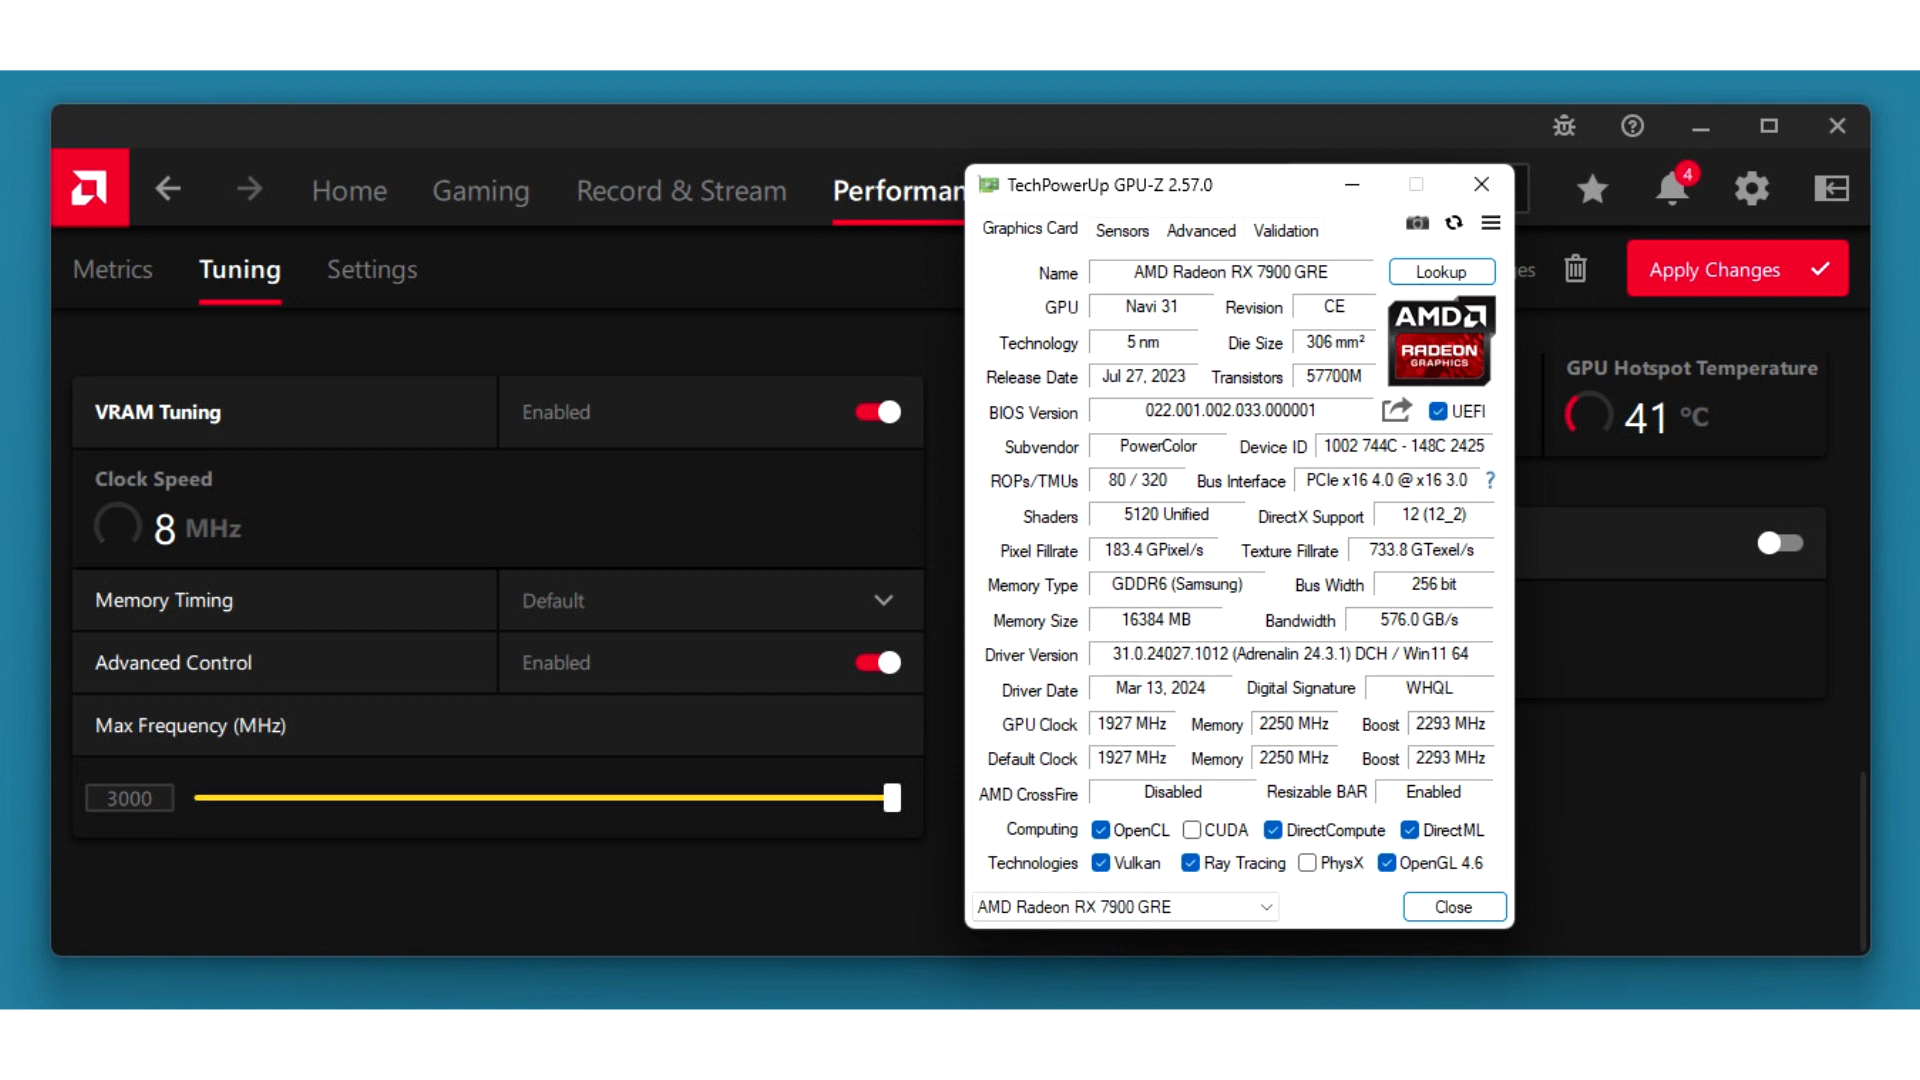 Home Gaming Record & Stream Performan
4
Metrics Tuning Settings
es
Apply Changes
VRAM Tuning Enabled
Clock Speed
8 MHz
Memory Timing Default
Advanced Control Enabled
Max Frequency (MHz)
3000
TechPowerUp GPU-Z 2.57.0
Graphics Card Sensors Advanced Validation
Name AMD Radeon RX 7900 GRE Lookup
GPU Navi 31 Revision CE
AMD
RADEON
GRAPHICS
Technology 5 nm Die Size 306 mm²
Release Date Jul 27, 2023 Transistors 57700M
BIOS Version 022.001.002.033.000001 UEFI
Subvendor PowerColor Device ID 1002 744C - 148C 2425
ROPs/TMUs 80 / 320 Bus Interface PCIe x16 4.0 @ x16 3.0 ?
Shaders 5120 Unified DirectX Support 12 (12_2)
Pixel Fillrate 183.4 GPixel/s Texture Fillrate 733.8 GTexel/s
Memory Type GDDR6 (Samsung) Bus Width 256 bit
Memory Size 16384 MB Bandwidth 576.0 GB/s
Driver Version 31.0.24027.1012 (Adrenalin 24.3.1) DCH / Win11 64
Driver Date Mar 13, 2024 Digital Signature WHQL
GPU Clock 1927 MHz Memory 2250 MHz Boost 2293 MHz
Default Clock 1927 MHz Memory 2250 MHz Boost 2293 MHz
AMD CrossFire Disabled Resizable BAR Enabled
Computing OpenCL CUDA DirectCompute DirectML
Technologies Vulkan Ray Tracing PhysX OpenGL 4.6
AMD Radeon RX 7900 GRE Close
GPU Hotspot Temperature
41 °C